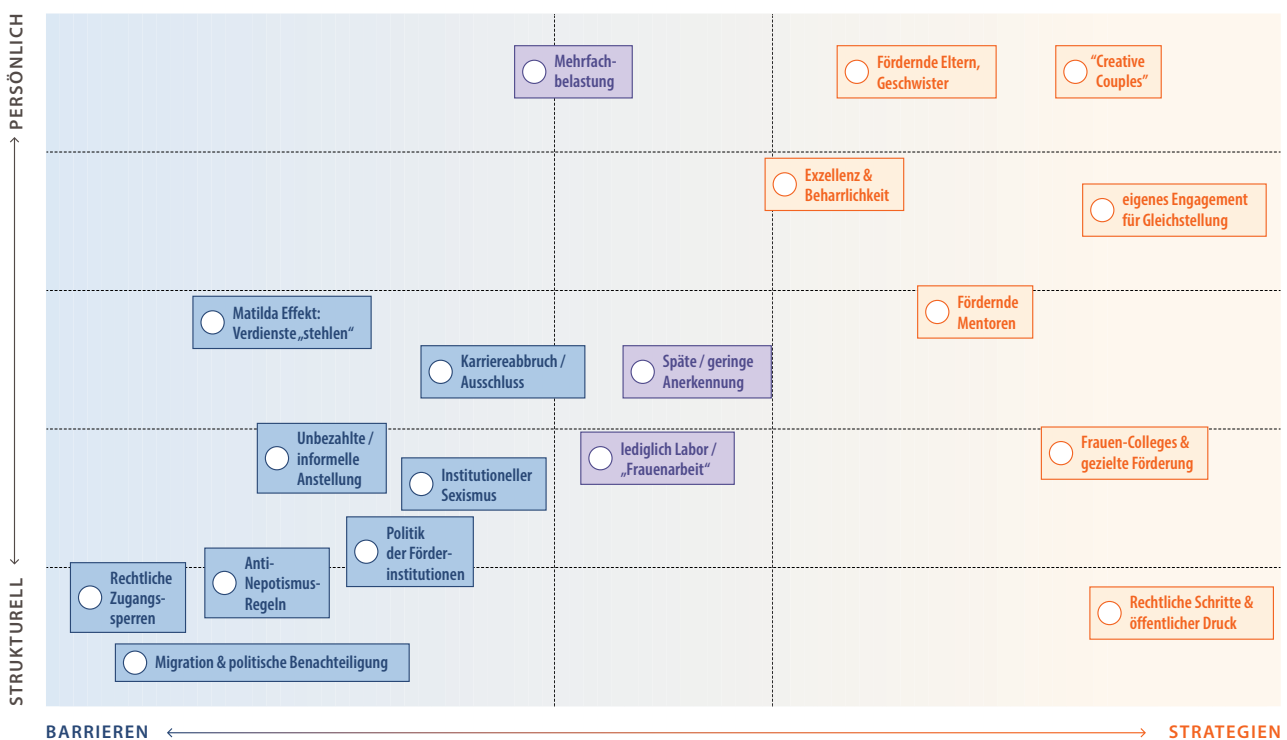 PERSÖNLICH
STRUKTURELL
Mehrfach-
belastung
Fördernde Eltern,
Geschwister
“Creative
Couples”
Exzellenz &
Beharrlichkeit
eigenes Engagement
für Gleichstellung
Matilda Effekt:
Verdienste „stehlen“
Fördernde
Mentoren
Karriereabbruch /
Ausschluss
Späte / geringe
Anerkennung
Unbezahlte /
informelle
Anstellung
Institutioneller
Sexismus
lediglich Labor /
„Frauenarbeit“
Frauen-Colleges &
gezielte Förderung
Politik
der Förder-
institutionen
Anti-
Nepotismus-
Regeln
Rechtliche
Zugangs-
sperren
Rechtliche Schritte &
öffentlicher Druck
Migration & politische Benachteiligung
BARRIEREN
STRATEGIEN